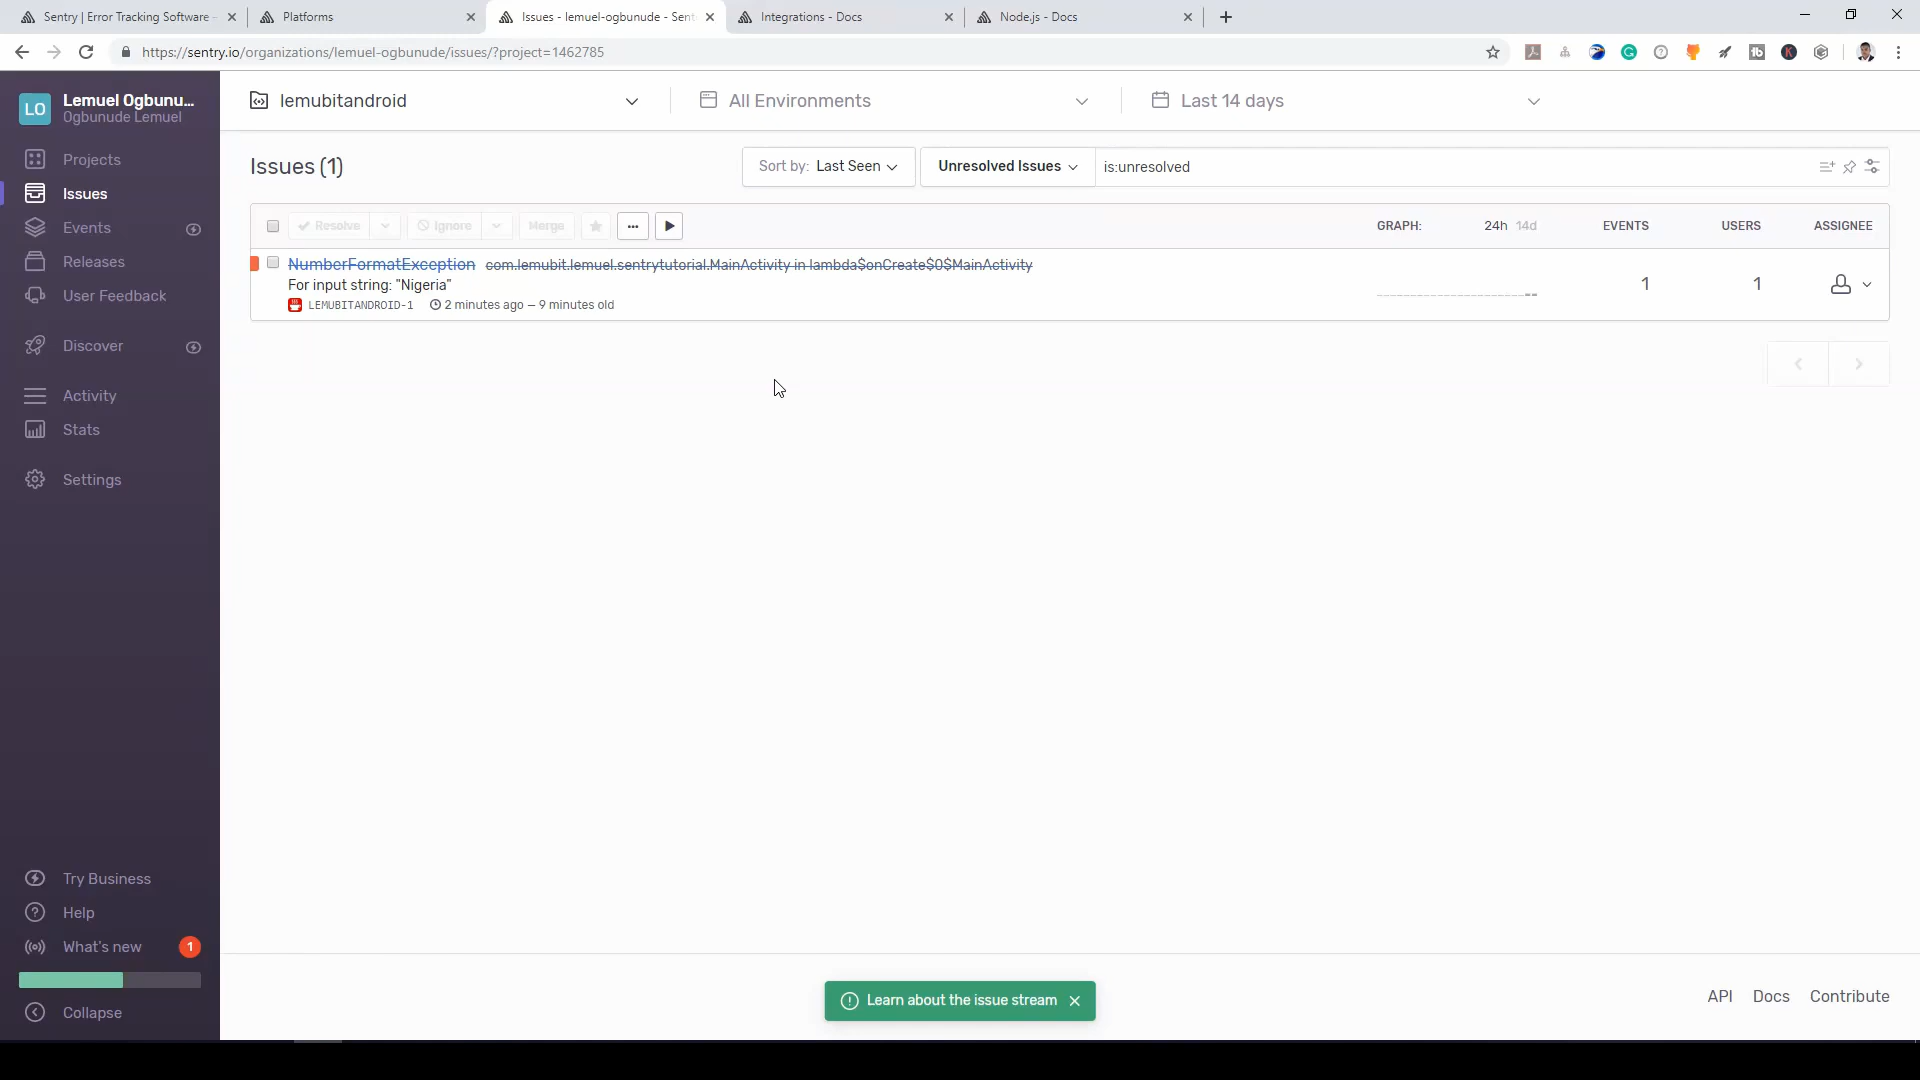 Sentry | Error Tracking Software -
Platforms
Issues - lemuel-ogbunude - Sent
Integrations - Docs
Node.js - Docs
https://sentry.io/organizations/lemuel-ogbunude/issues/?project=1462785
LO
Lemuel Ogbunu...
Ogbunude Lemuel
Projects
Issues
Events
Releases
User Feedback
Discover
Activity
Stats
Settings
Try Business
Help
What's new
1
Collapse
lemubitandroid
All Environments
Last 14 days
Issues (1)
Sort by: Last Seen
Unresolved Issues
is:unresolved
Resolve
Ignore
Merge
GRAPH:
24h 14d
EVENTS
USERS
ASSIGNEE
NumberFormatException com.lemubit.lemuel.sentrytutorial.MainActivity in lambda$onCreate$0$MainActivity
For input string: "Nigeria"
LEMUBITANDROID-1 2 minutes ago — 9 minutes old
1
1
Learn about the issue stream
API
Docs
Contribute